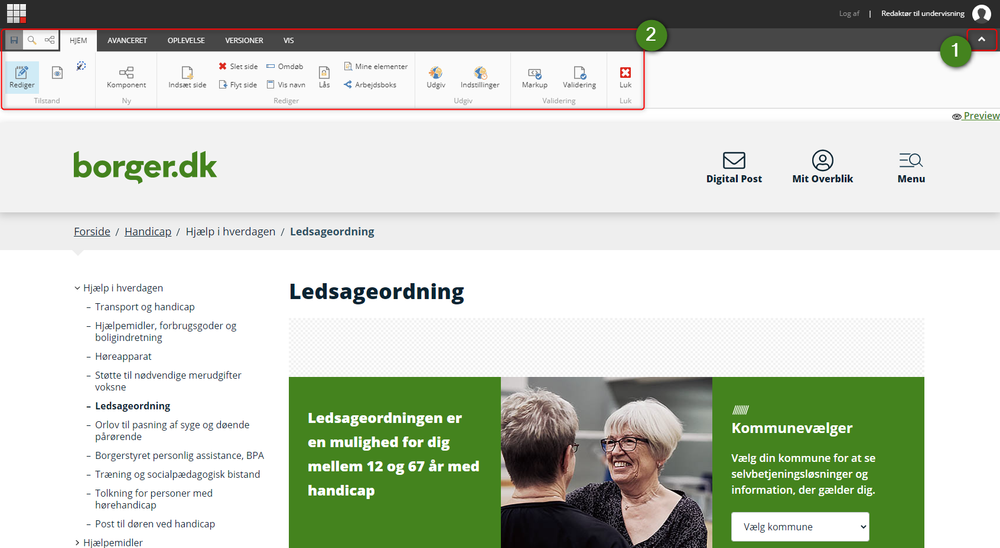 Log af | Redaktør til undervisning
HJEM AVANCERET OPLEVELSE VERSIONER VIS
2
1
Slet side Omdøb Mine elementer
Rediger Komponent Indsæt side Flyt side Vis navn Lås Arbejdsboks Udgiv Indstillinger Markup Validering Luk
Tilstand Ny Rediger Udgiv Validering Luk
Preview
borger.dk
Digital Post Mit Overblik Menu
Forside / Handicap / Hjælp i hverdagen / Ledsageordning
Hjælp i hverdagen
– Transport og handicap
– Hjælpemidler, forbrugsgoder og
boligindretning
– Høreapparat
– Støtte til nødvendige merudgifter
voksne
– Ledsageordning
– Orlov til pasning af syge og døende
pårørende
– Borgerstyret personlig assistance, BPA
– Træning og socialpædagogisk bistand
– Tolkning for personer med
hørehandicap
– Post til døren ved handicap
Hjælpemidler
Ledsageordning
Ledsageordningen er
en mulighed for dig
mellem 12 og 67 år med
handicap
Kommunevælger
Vælg din kommune for at se
selvbetjeningsløsninger og
information, der gælder dig.
Vælg kommune